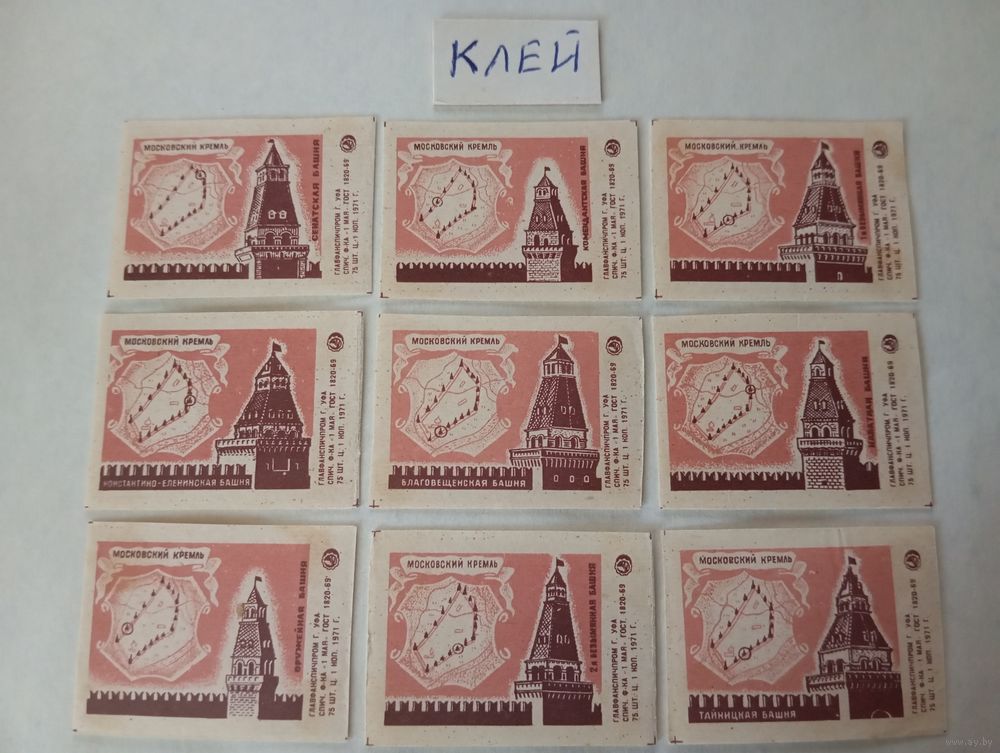 КЛЕЙ
МОСКОВСКИЙ КРЕМЛЬ
СЕНАТСКАЯ БАШНЯ
ГЛАВФАНСПИЧПРОМ Г. УФА
СПИЧ. Ф-КА "1 МАЯ". ГОСТ 1820-69
75 ШТ. Ц. 1 КОП. 1971 Г.
МОСКОВСКИЙ КРЕМЛЬ
КОМЕНДАНТСКАЯ БАШНЯ
ГЛАВФАНСПИЧПРОМ Г. УФА
СПИЧ. Ф-КА "1 МАЯ". ГОСТ 1820-69
75 ШТ. Ц. 1 КОП. 1971 Г.
МОСКОВСКИЙ КРЕМЛЬ
БАШНЯ
ГЛАВФАНСПИЧПРОМ Г. УФА
СПИЧ. Ф-КА "1 МАЯ". ГОСТ 1820-69
75 ШТ. Ц. 1 КОП. 1971 Г.
МОСКОВСКИЙ КРЕМЛЬ
КОНСТАНТИНО-ЕЛЕНИНСКАЯ БАШНЯ
ГЛАВФАНСПИЧПРОМ Г. УФА
СПИЧ. Ф-КА "1 МАЯ". ГОСТ 1820-69
75 ШТ. Ц. 1 КОП. 1971 Г.
МОСКОВСКИЙ КРЕМЛЬ
БЛАГОВЕЩЕНСКАЯ БАШНЯ
ГЛАВФАНСПИЧПРОМ Г. УФА
СПИЧ. Ф-КА "1 МАЯ". ГОСТ 1820-69
75 ШТ. Ц. 1 КОП. 1971 Г.
МОСКОВСКИЙ КРЕМЛЬ
НАБАТНАЯ БАШНЯ
ГЛАВФАНСПИЧПРОМ Г. УФА
СПИЧ. Ф-КА "1 МАЯ". ГОСТ 1820-69
75 ШТ. Ц. 1 КОП. 1971 Г.
МОСКОВСКИЙ КРЕМЛЬ
ОРУЖЕЙНАЯ БАШНЯ
ГЛАВФАНСПИЧПРОМ Г. УФА
СПИЧ. Ф-КА "1 МАЯ". ГОСТ 1820-69
75 ШТ. Ц. 1 КОП. 1971 Г.
МОСКОВСКИЙ КРЕМЛЬ
2я БЕЗЫМЯННАЯ БАШНЯ
ГЛАВФАНСПИЧПРОМ Г. УФА
СПИЧ. Ф-КА "1 МАЯ". ГОСТ 1820-69
75 ШТ. Ц. 1 КОП. 1971 Г.
МОСКОВСКИЙ КРЕМЛЬ
ТАЙНИЦКАЯ БАШНЯ
ГЛАВФАНСПИЧПРОМ Г. УФА
СПИЧ. Ф-КА "1 МАЯ". ГОСТ 1820-69
75 ШТ. Ц. 1 КОП. 1971 Г.
www.ay.by